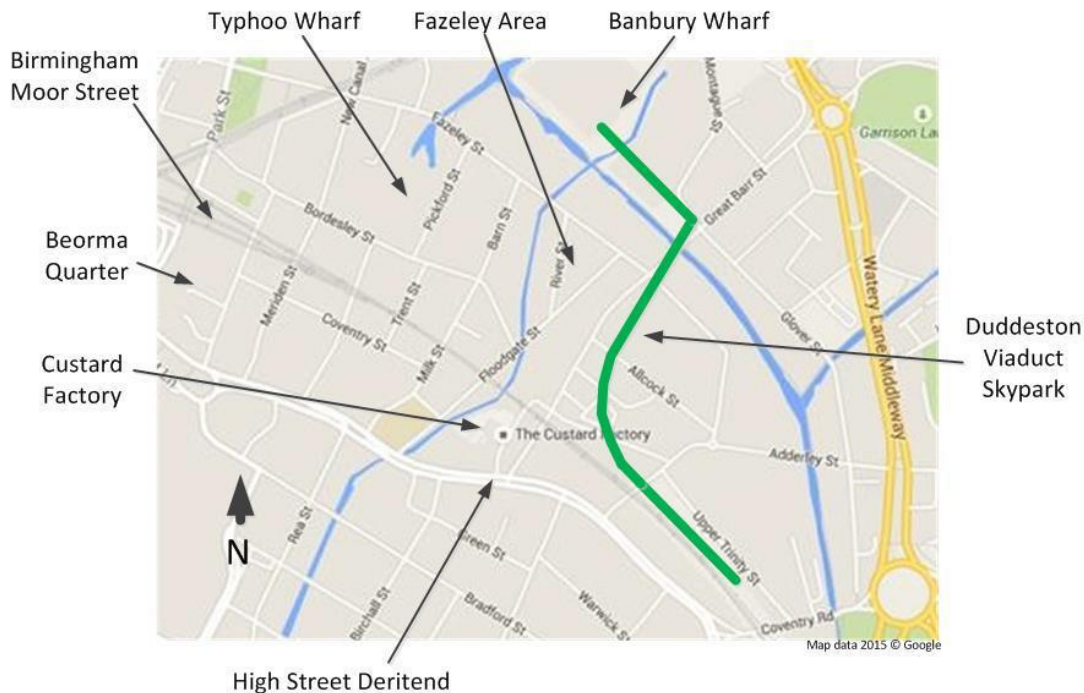 Typhoo Wharf
Fazeley Area
Banbury Wharf
Birmingham
Moor Street
Park St
New Canal
Fazeley St
Montague St
Garrison La
Pickford St
Great Barr St
Bordesley St
Barn St
Beorma
Quarter
River St
Meriden St
Trent St
Watery Lane Middleway
Coventry St
Glover St
Duddeston
Viaduct
Skypark
Milk St
Floodgate St
Custard
Factory
Allcock St
The Custard Factory
Adderley St
N
Rea St
Green St
Upper Trinity St
Birchall St
Bradford St
Warwick St
Coventry Rd
Map data 2015 © Google
High Street Deritend